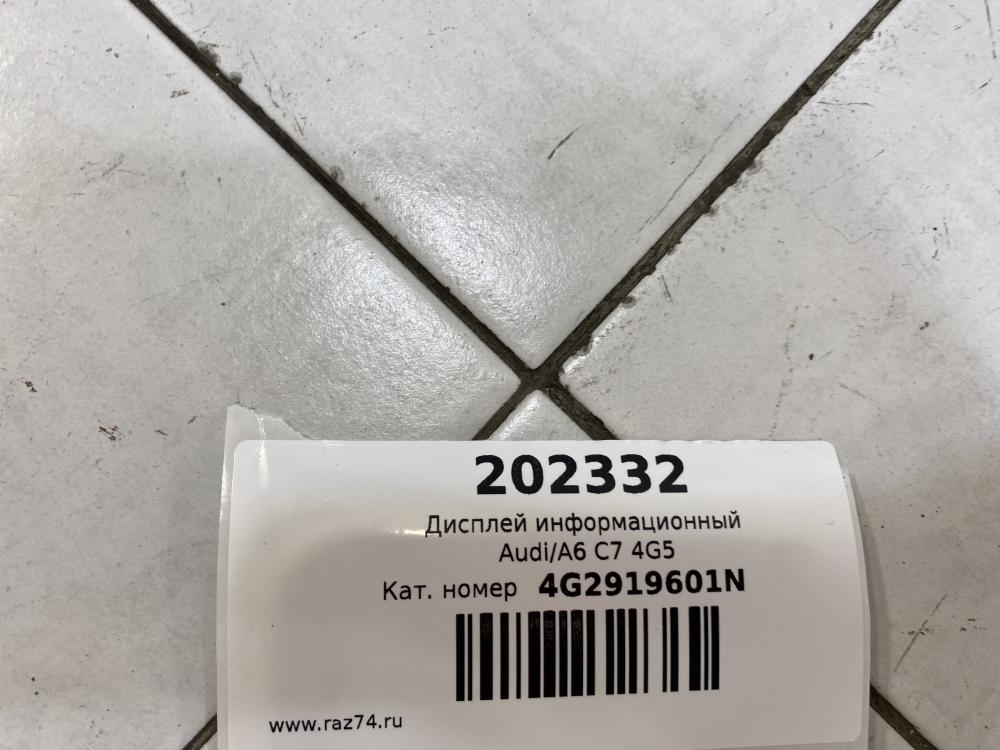 202332
Дисплей информационный
Audi/A6 C7 4G5
Кат. номер 4G2919601N
www.raz74.ru